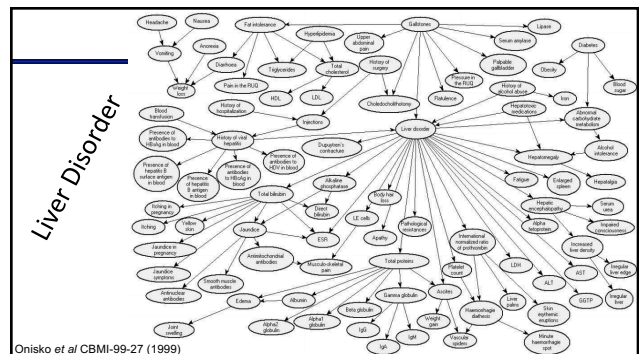 Liver Disorder
Headache
Nausea
Vomiting
Anorexia
Weight loss
Diarrhoea
Fat intolerance
Hyperlipidemia
Triglycerides
Total cholesterol
Pain in the RUQ
HDL
LDL
Gallstones
Upper abdominal pain
History of surgery
Choledocholithotomy
Flatulence
Pressure in the RUQ
Palpable gallbladder
Serum amylase
Lipase
Diabetes
Obesity
Blood sugar
History of alcohol abuse
Iron
Hepatotoxic medications
Abnormal carbohydrate metabolism
Alcohol intolerance
History of hospitalization
Injections
Blood transfusion
History of viral hepatitis
Presence of antibodies to HBsAg in blood
Presence of hepatitis B surface antigen in blood
Presence of hepatitis B antigen in blood
Presence of antibodies to HBcAg in blood
Presence of antibodies to HDV in blood
Dupuytren's contracture
Liver disorder
Hepatomegaly
Hepatalgia
Fatigue
Enlarged spleen
Hepatic encephalopathy
Serum urea
Impaired consciousness
Alpha fetoprotein
Increased liver density
Irregular liver edge
Irregular liver
Alkaline phosphatase
Total bilirubin
Direct bilirubin
Itching in pregnancy
Itching
Yellow skin
Jaundice
Jaundice in pregnancy
Jaundice symptoms
Body hair loss
LE cells
Apathy
Pathological resistances
ESR
Antimitochondrial antibodies
Musculo-skeletal pain
Smooth muscle antibodies
Antinuclear antibodies
International normalized ratio of prothrombin
Platelet count
LDH
ALT
AST
GGTP
Total proteins
Edema
Albumin
Joint swelling
Alpha2 globulin
Alpha1 globulin
Beta globulin
Gamma globulin
IgG
IgA
IgM
Ascites
Weight gain
Vascular spiders
Haemorrhagie diathesis
Liver palms
Skin erythemic eruptions
Minute haemorrhagie spot
Onisko et al CBMI-99-27 (1999)